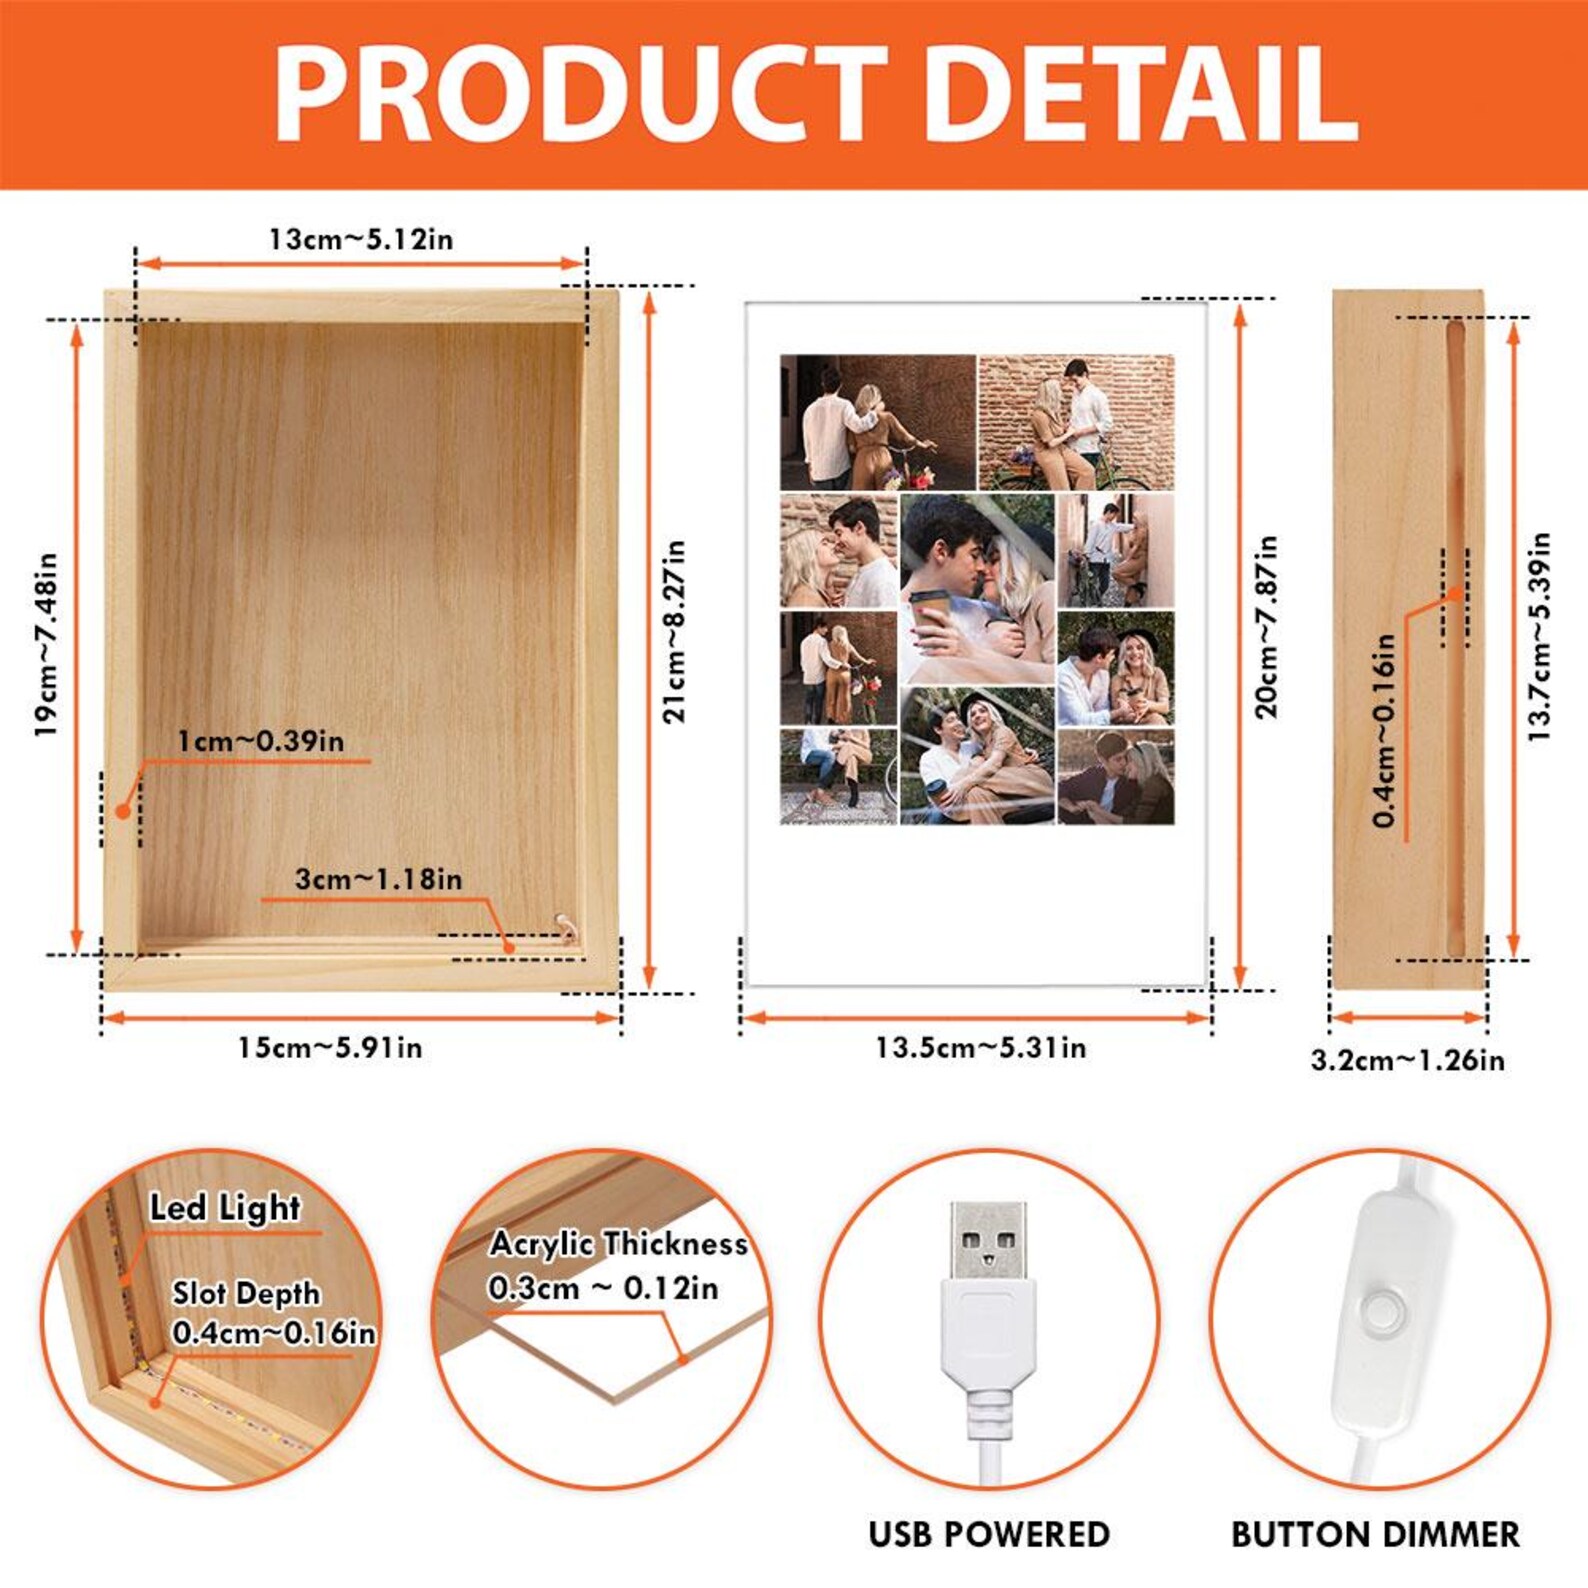 PRODUCT DETAIL
13cm~5.12in
19cm~7.48in
21cm~8.27in
1cm~0.39in
3cm~1.18in
15cm~5.91in
20cm~7.87in
13.5cm~5.31in
0.4cm~0.16in
13.7cm~5.39in
3.2cm~1.26in
Led Light
Slot Depth
0.4cm~0.16in
Acrylic Thickness
0.3cm ~ 0.12in
USB POWERED
BUTTON DIMMER